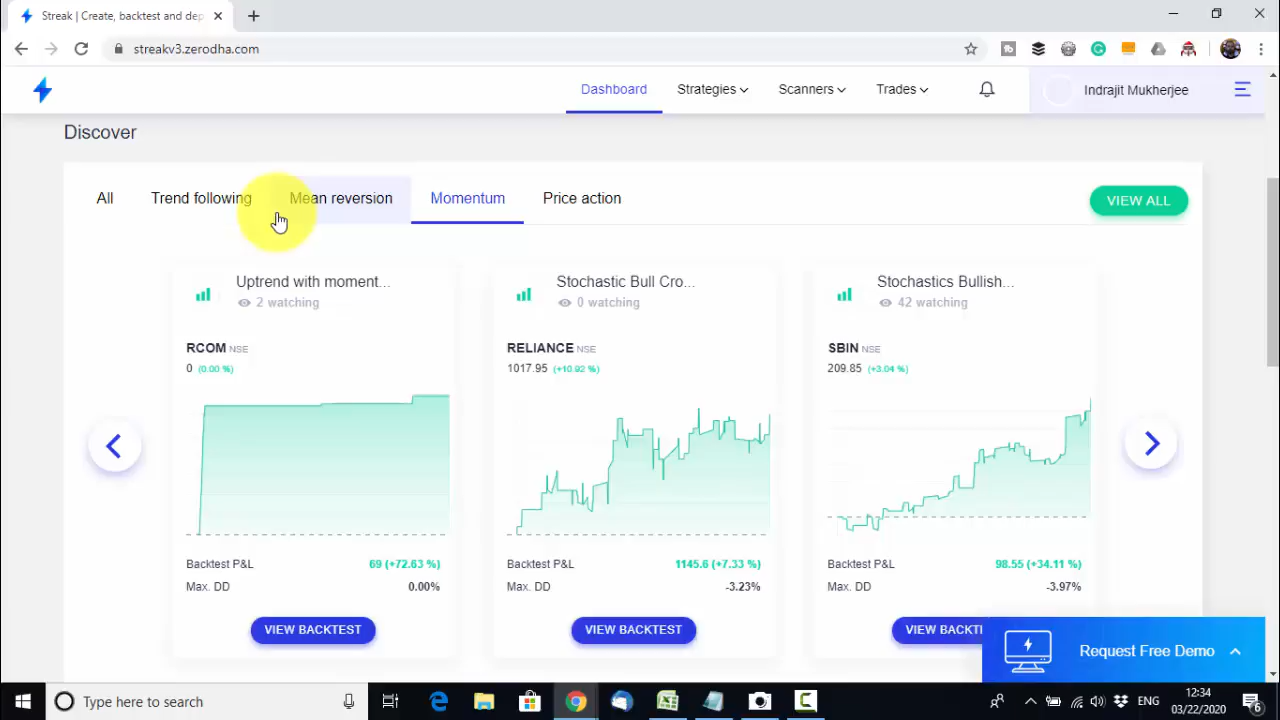 Streak | Create, backtest and dep
streakv3.zerodha.com
Dashboard
Strategies
Scanners
Trades
Indrajit Mukherjee
Discover
All
Trend following
Mean reversion
Momentum
Price action
VIEW ALL
Uptrend with moment...
2 watching
RCOM NSE
0 (0.00 %)
Backtest P&L 69 (+72.63 %)
Max. DD 0.00%
VIEW BACKTEST
Stochastic Bull Cro...
0 watching
RELIANCE NSE
1017.95 (+10.92 %)
Backtest P&L 1145.6 (+7.33 %)
Max. DD -3.23%
VIEW BACKTEST
Stochastics Bullish...
42 watching
SBIN NSE
209.85 (+3.04 %)
Backtest P&L 98.55 (+34.11 %)
Max. DD -3.97%
VIEW BACKT
Request Free Demo
Type here to search
ENG
12:34
03/22/2020
6